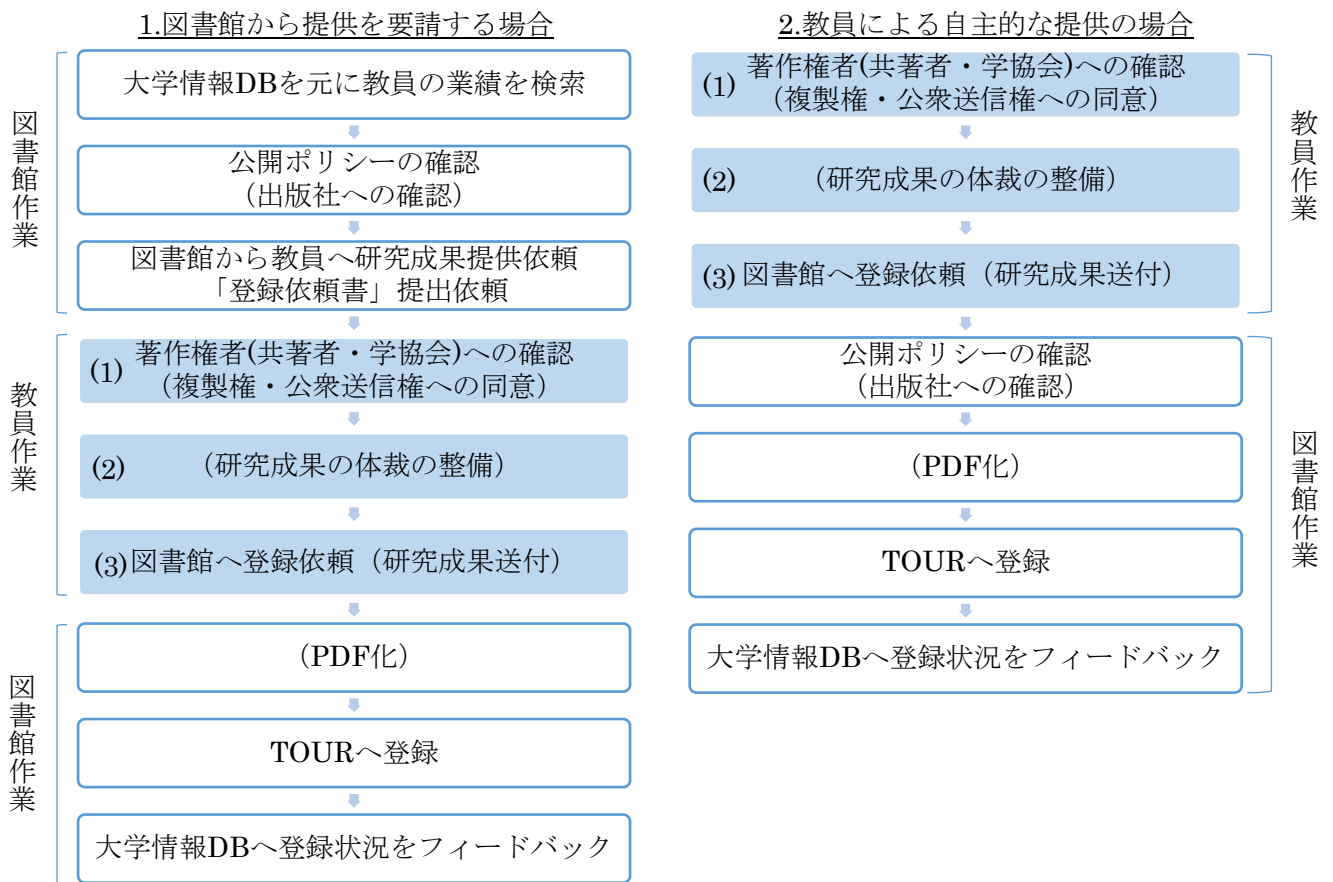 1.図書館から提供を要請する場合
図書館作業
大学情報DBを元に教員の業績を検索
公開ポリシーの確認
(出版社への確認)
図書館から教員へ研究成果提供依頼
「登録依頼書」提出依頼
教員作業
(1) 著作権者(共著者・学協会)への確認
(複製権・公衆送信権への同意)
(2) (研究成果の体裁の整備)
(3) 図書館へ登録依頼(研究成果送付)
図書館作業
(PDF化)
TOURへ登録
大学情報DBへ登録状況をフィードバック
2.教員による自主的な提供の場合
教員作業
(1) 著作権者(共著者・学協会)への確認
(複製権・公衆送信権への同意)
(2) (研究成果の体裁の整備)
(3) 図書館へ登録依頼(研究成果送付)
図書館作業
公開ポリシーの確認
(出版社への確認)
(PDF化)
TOURへ登録
大学情報DBへ登録状況をフィードバック